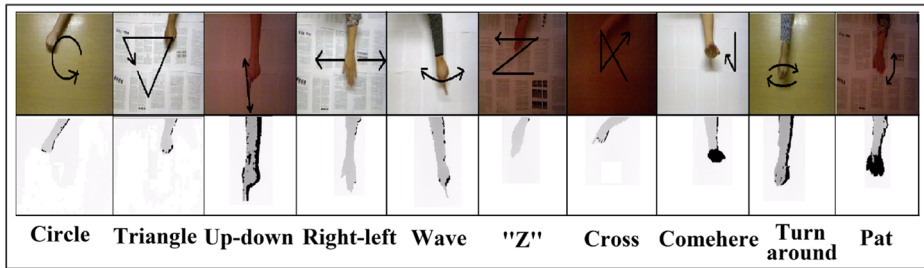 Circle
Triangle
Up-down
Right-left
Wave
"Z"
Cross
Comehere
Turn around
Pat